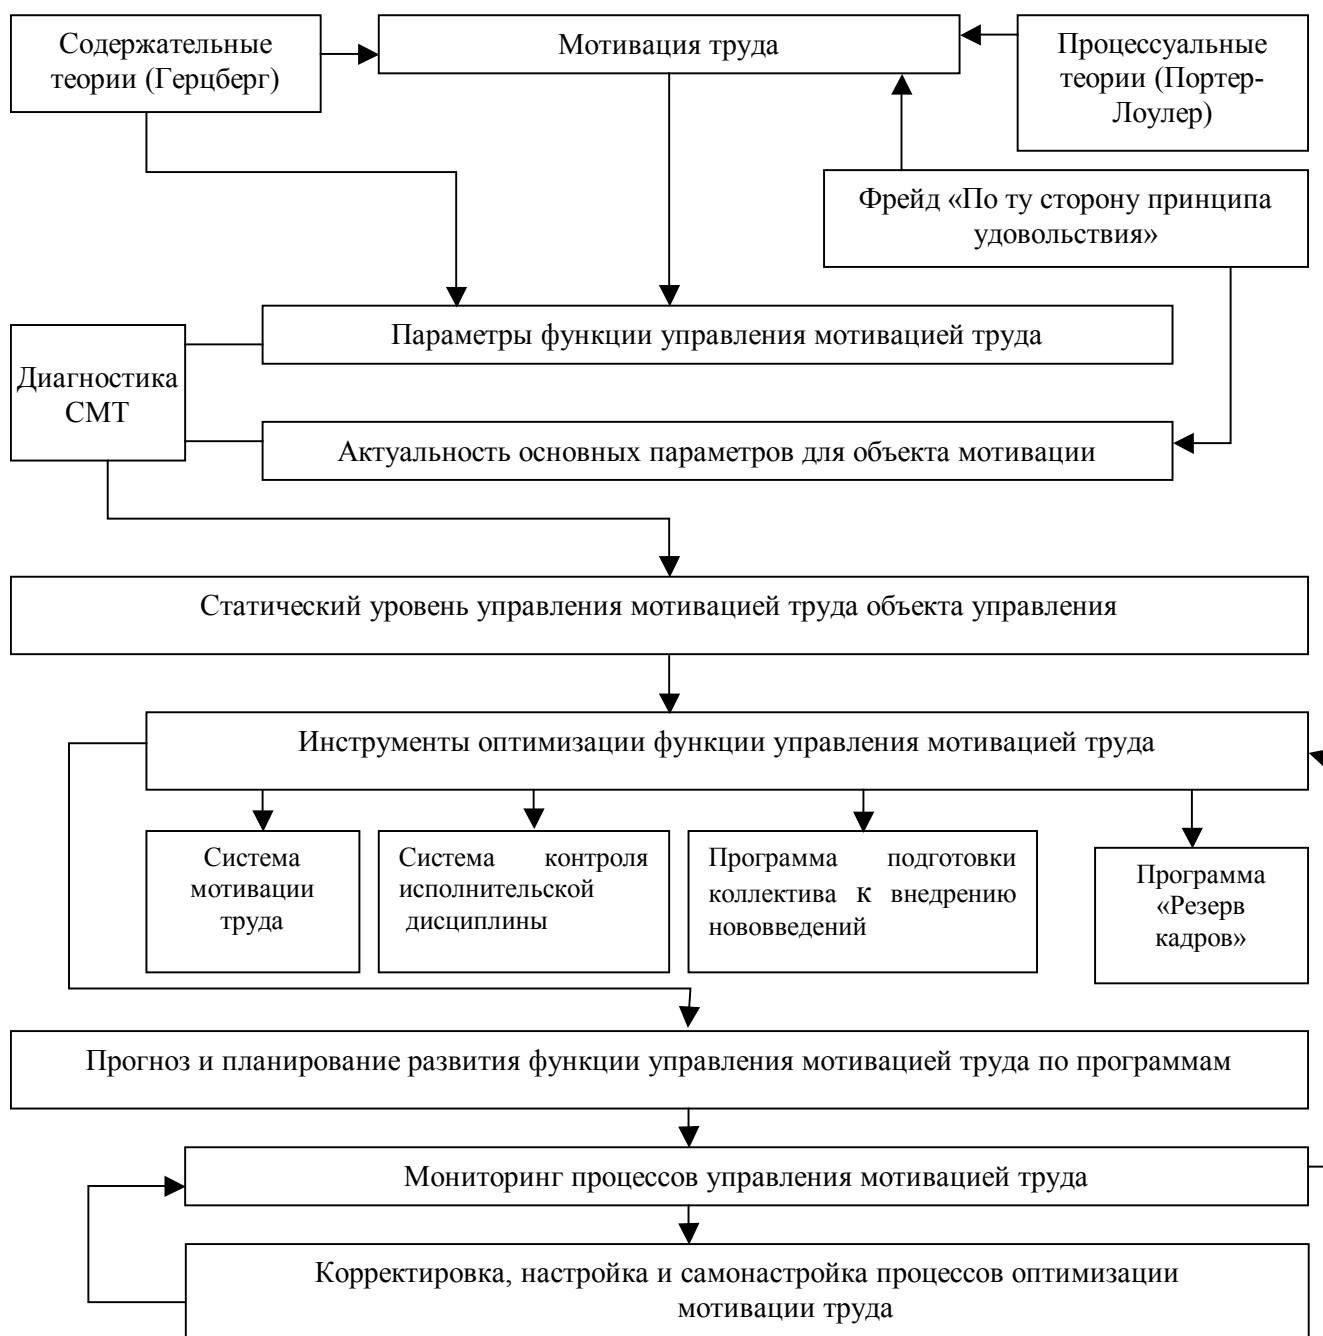 Содержательные
теории (Герцберг)
Мотивация труда
Процессуальные
теории (Портер-
Лоулер)
Фрейд «По ту сторону принципа
удовольствия»
Параметры функции управления мотивацией труда
Диагностика
СМТ
Актуальность основных параметров для объекта мотивации
Статический уровень управления мотивацией труда объекта управления
Инструменты оптимизации функции управления мотивацией труда
Система
мотивации
труда
Система контроля
исполнительской
дисциплины
Программа подготовки
коллектива к внедрению
нововведений
Программа
«Резерв
кадров»
Прогноз и планирование развития функции управления мотивацией труда по программам
Мониторинг процессов управления мотивацией труда
Корректировка, настройка и самонастройка процессов оптимизации
мотивации труда